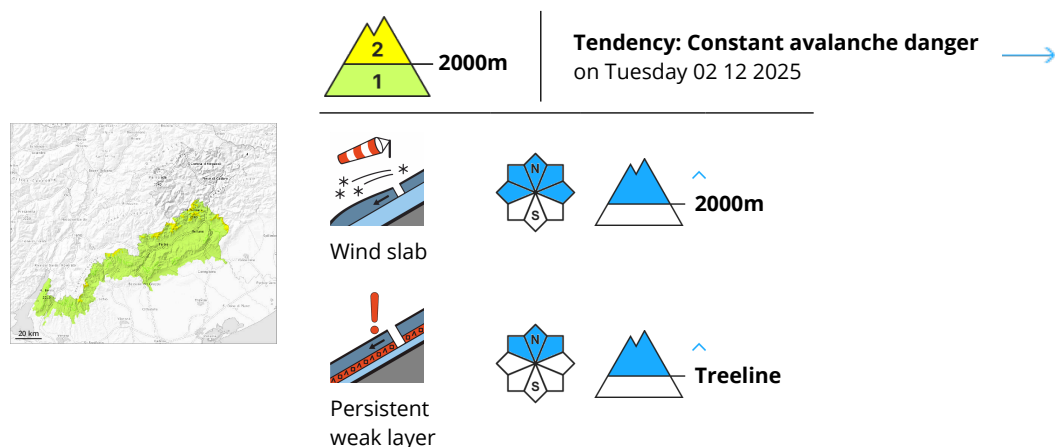 2
1
2000m
Tendency: Constant avalanche danger
on Tuesday 02 12 2025
20 km
N
S
2000m
Wind slab
N
S
Treeline
Persistent
weak layer